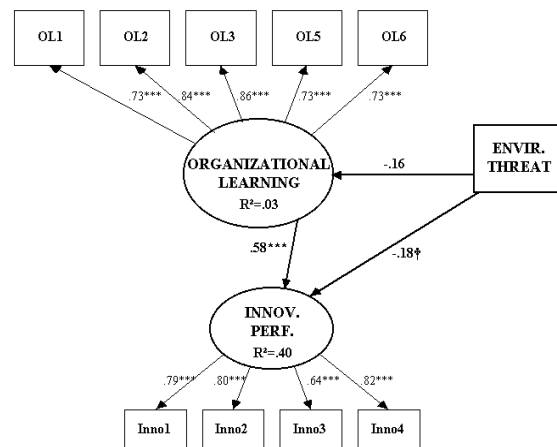 OL1 OL2 OL3 OL5 OL6
.73*** .84*** .86*** .73*** .73***
ORGANIZATIONAL
LEARNING
R²=.03
-.16
ENVIR.
THREAT
.58***
-.18†
INNOV.
PERF.
R²=.40
.79*** .80*** .64*** .82***
Inno1 Inno2 Inno3 Inno4